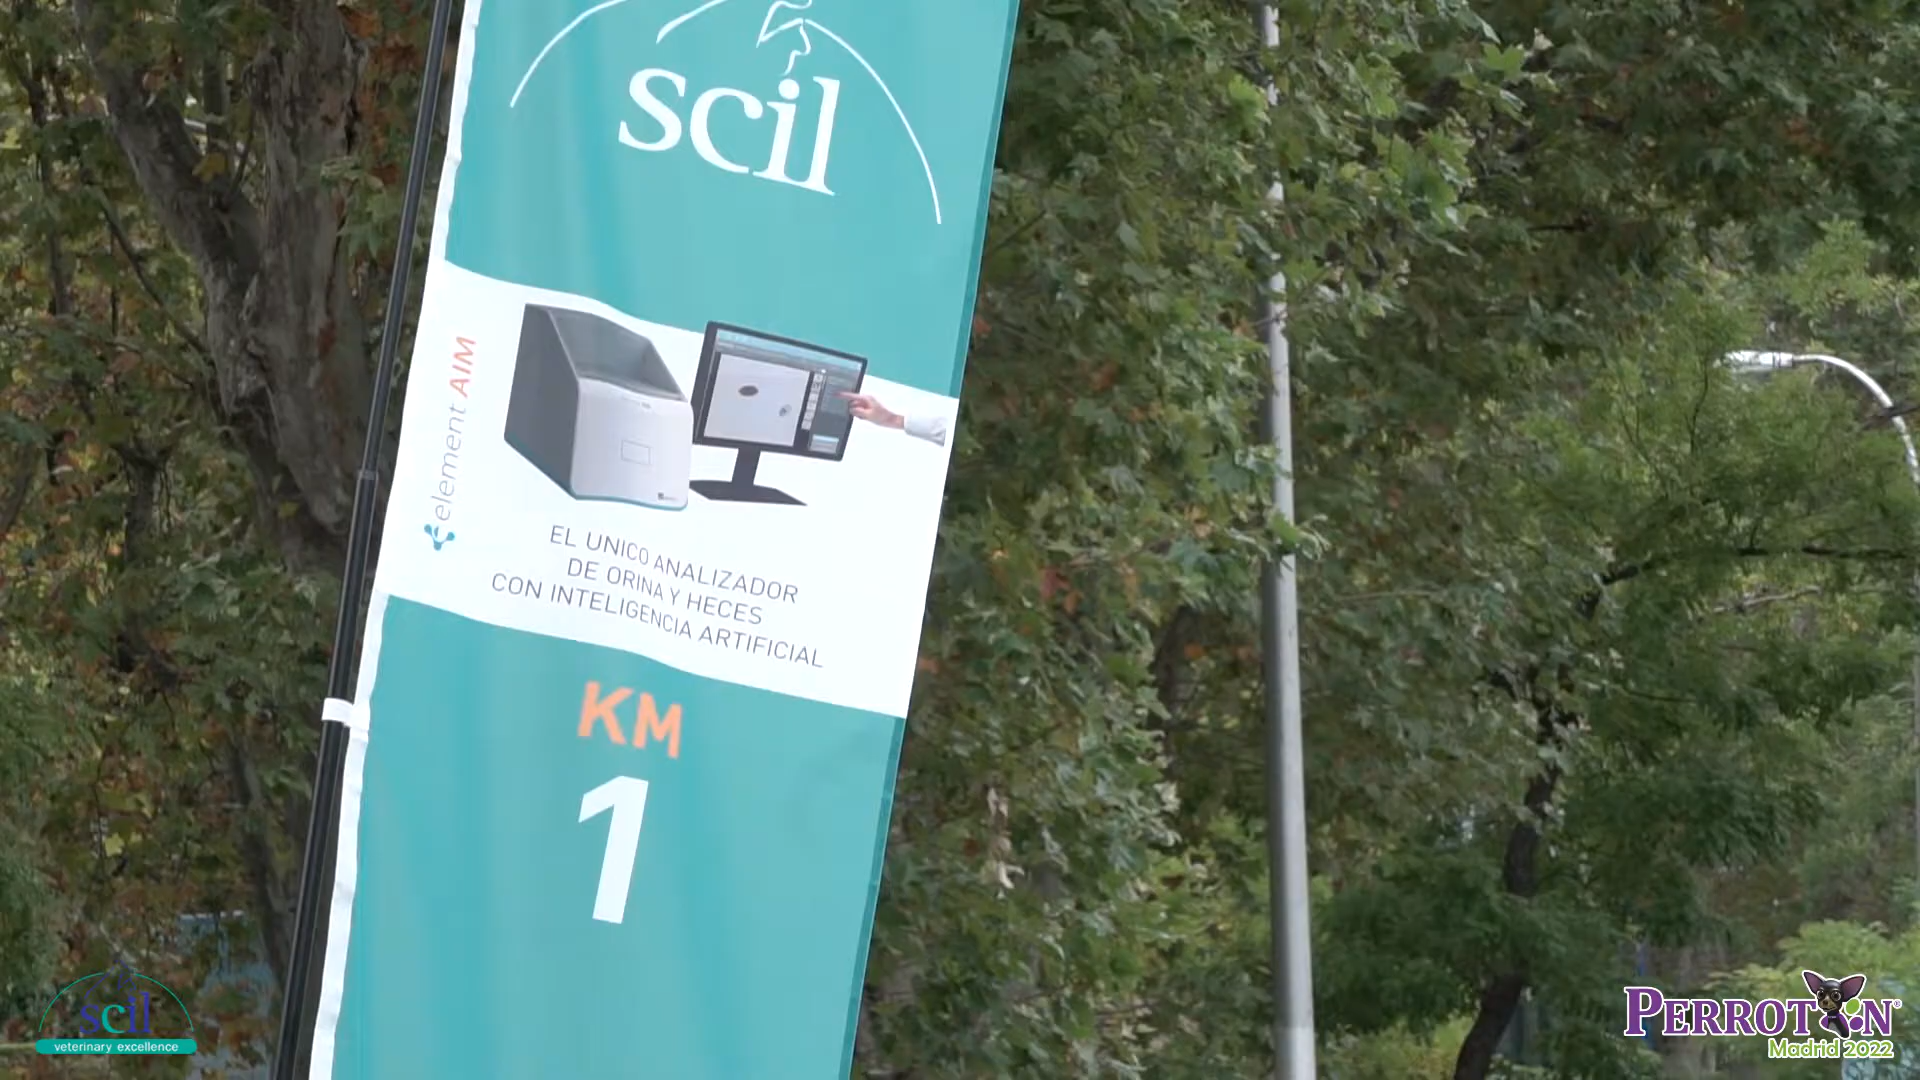 scil
element AIM
EL UNICO ANALIZADOR
DE ORINA Y HECES
CON INTELIGENCIA ARTIFICIAL
KM
1
scil
veterinary excellence
PERROTON®
Madrid 2022